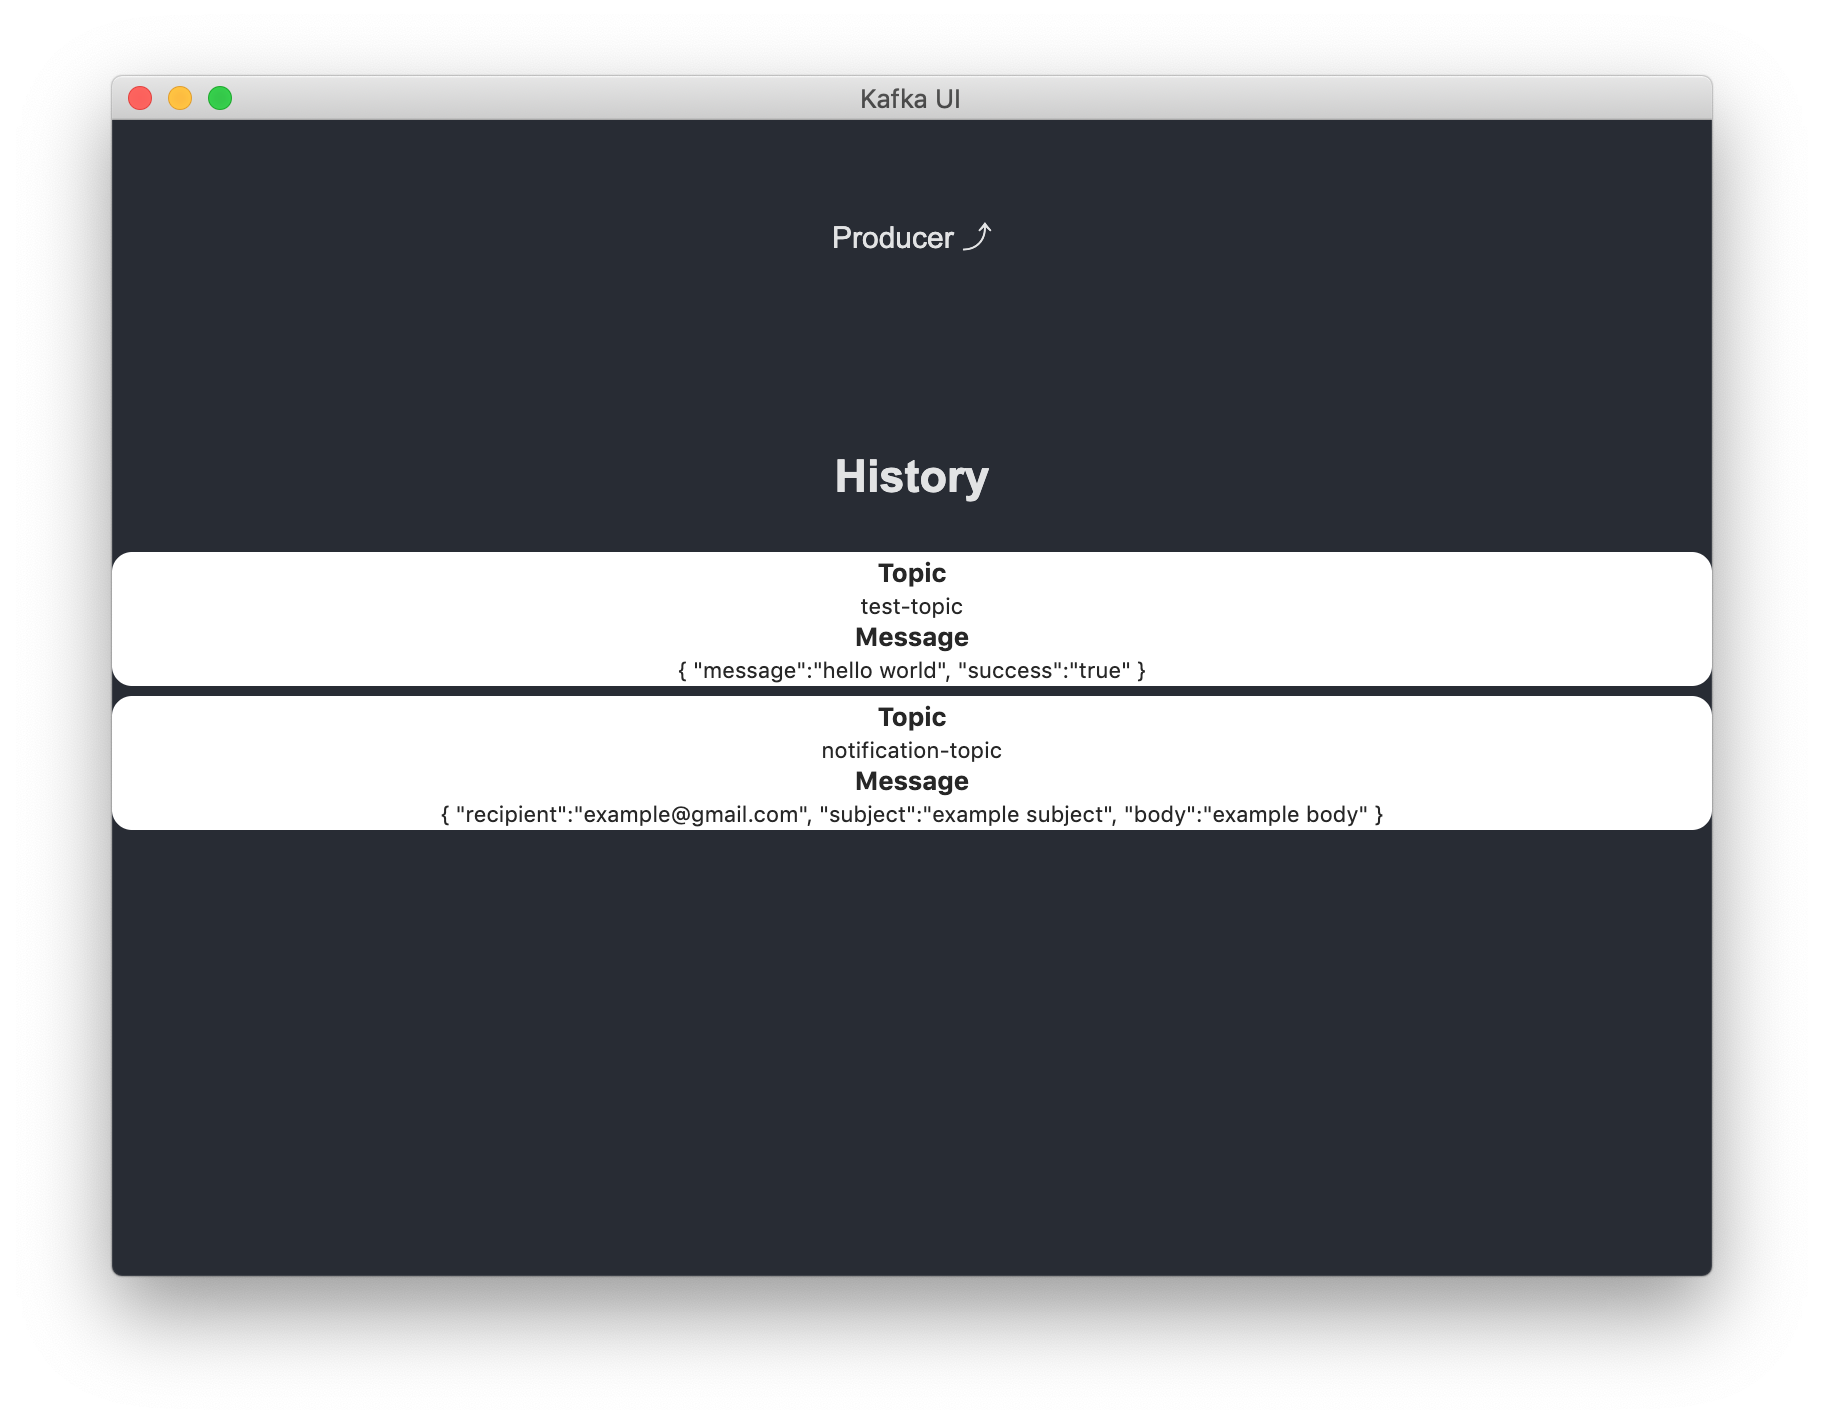 Kafka UI
Producer ⤴
History
Topic
test-topic
Message
{ "message":"hello world", "success":"true" }
Topic
notification-topic
Message
{ "recipient":"example@gmail.com", "subject":"example subject", "body":"example body" }